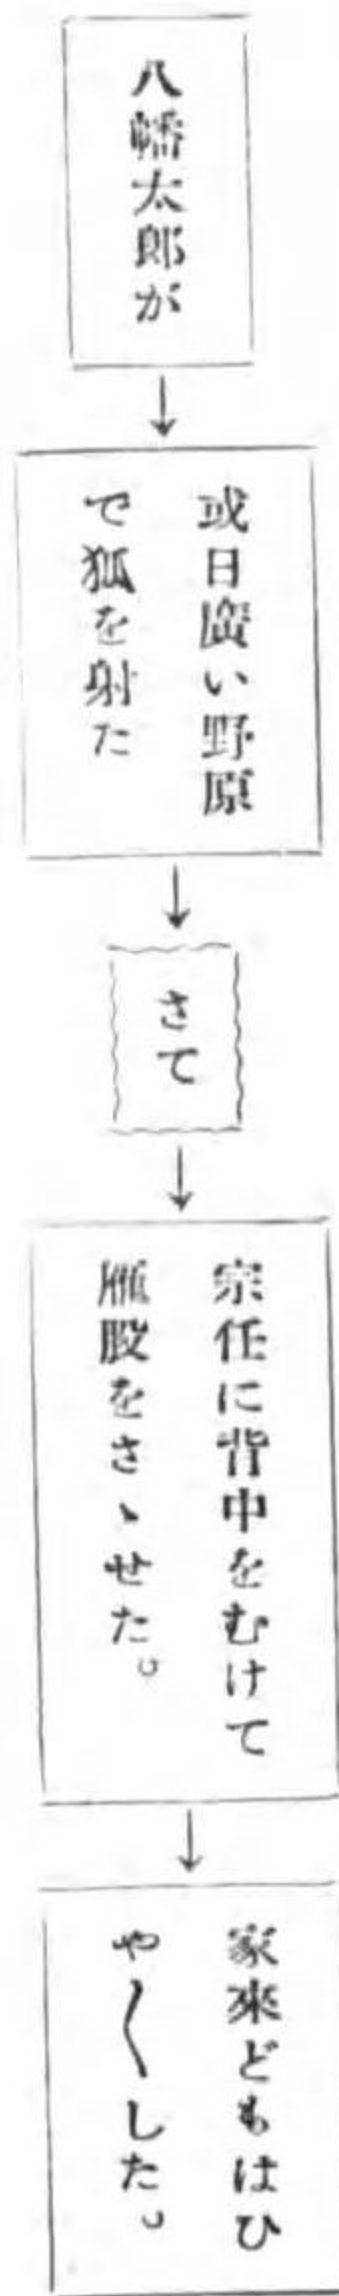 八幡太郎が
↓
或日廣い野原
で狐を射た
↓
さて
↓
宗任に背中をむけて
雁股をさゝせた。
↓
家來どもはひ
や〱した。